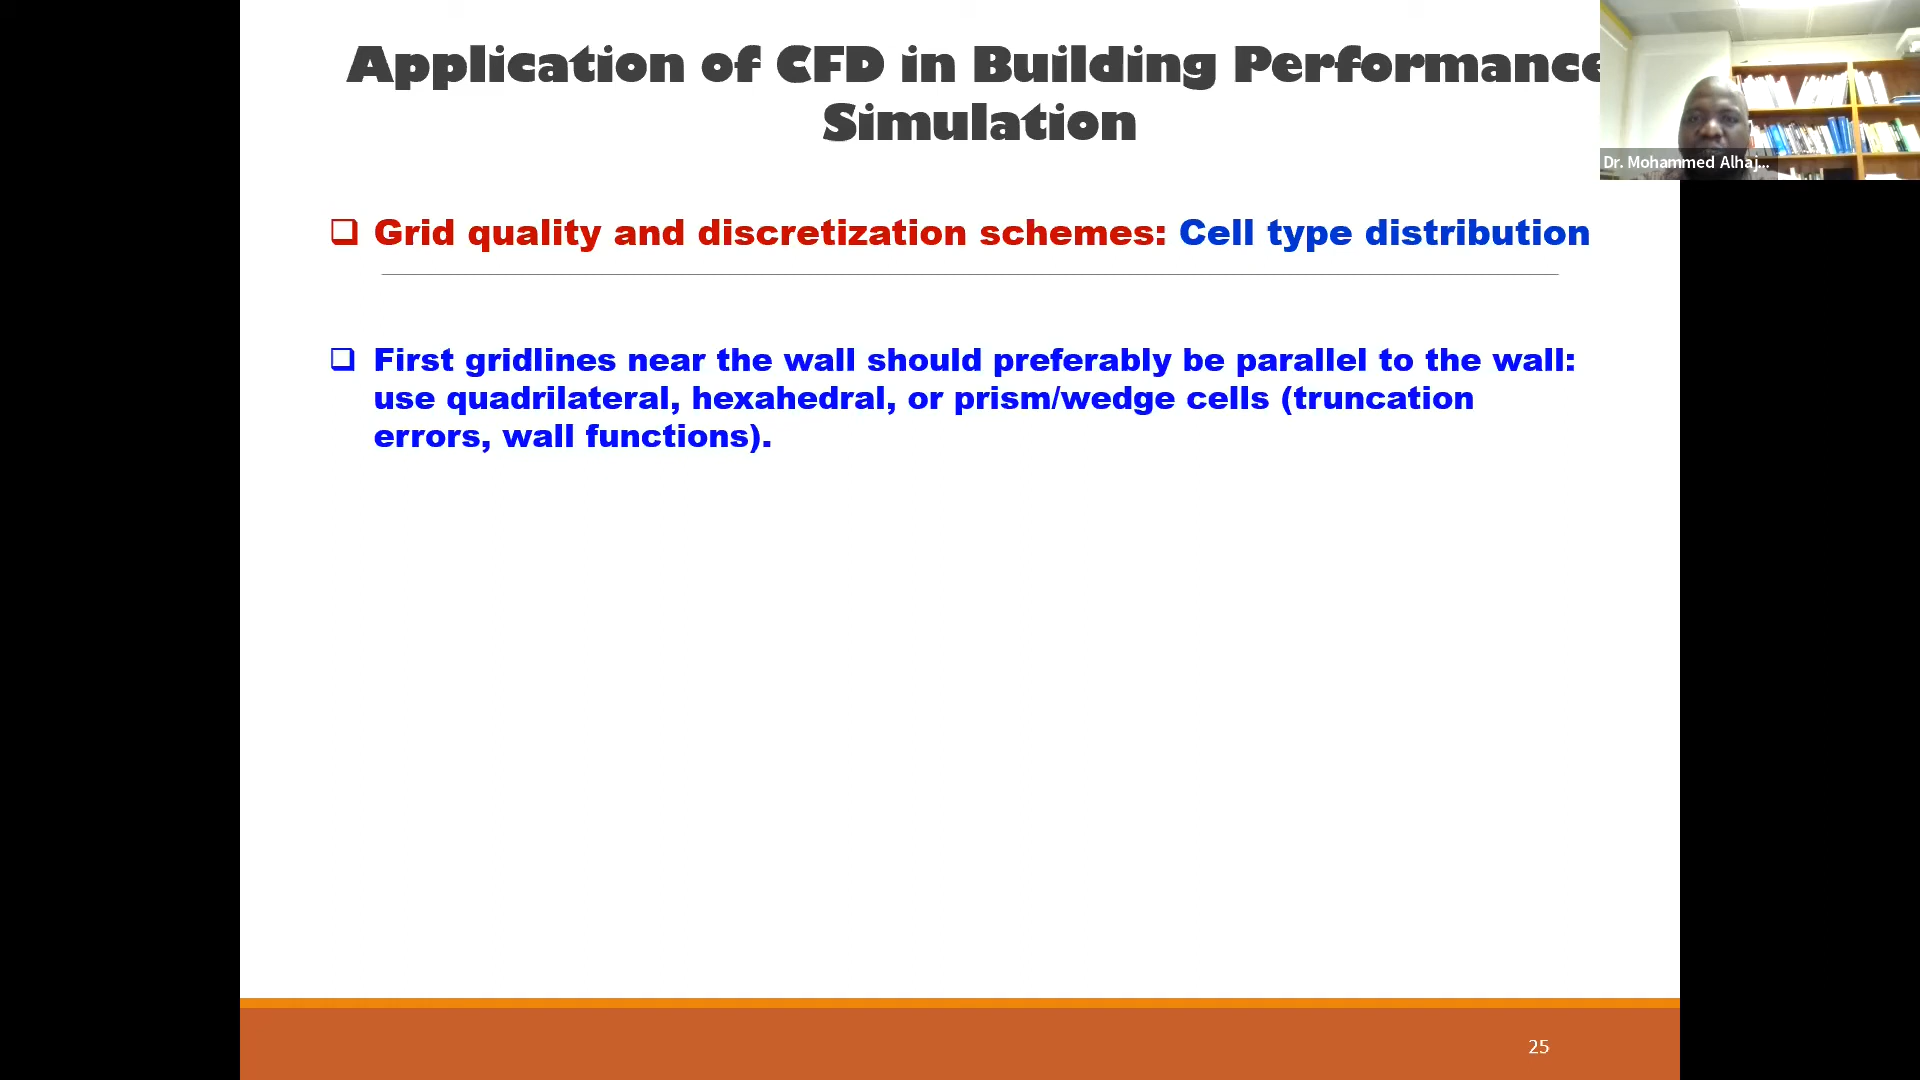 Application of CFD in Building Performance
Simulation
Dr. Mohammed Alhaj...
Grid quality and discretization schemes: Cell type distribution
First gridlines near the wall should preferably be parallel to the wall:
use quadrilateral, hexahedral, or prism/wedge cells (truncation
errors, wall functions).
25